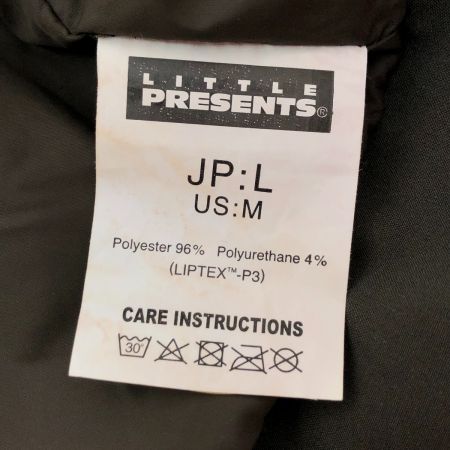 LITTLE
PRESENTS®
JP:L
US:M
Polyester 96% Polyurethane 4%
(LIPTEX™-P3)
CARE INSTRUCTIONS
30°